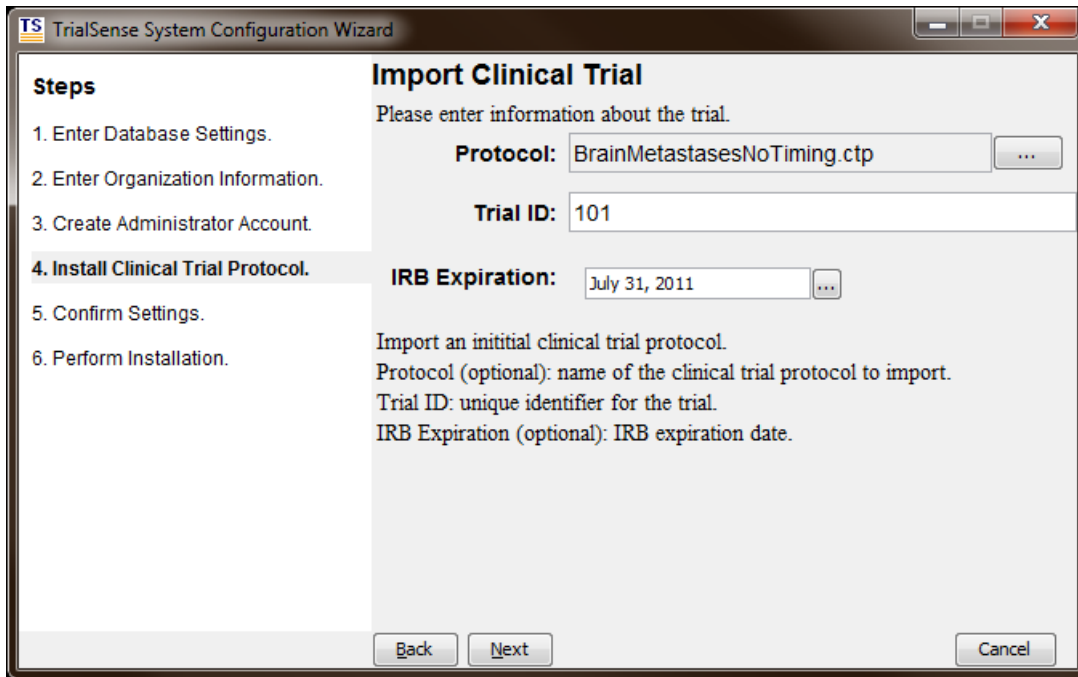 TS TrialSense System Configuration Wizard
Steps
1. Enter Database Settings.
2. Enter Organization Information.
3. Create Administrator Account.
4. Install Clinical Trial Protocol.
5. Confirm Settings.
6. Perform Installation.
Import Clinical Trial
Please enter information about the trial.
Protocol: BrainMetastasesNoTiming.ctp ...
Trial ID: 101
IRB Expiration: July 31, 2011 ...
Import an inititial clinical trial protocol.
Protocol (optional): name of the clinical trial protocol to import.
Trial ID: unique identifier for the trial.
IRB Expiration (optional): IRB expiration date.
Back Next Cancel